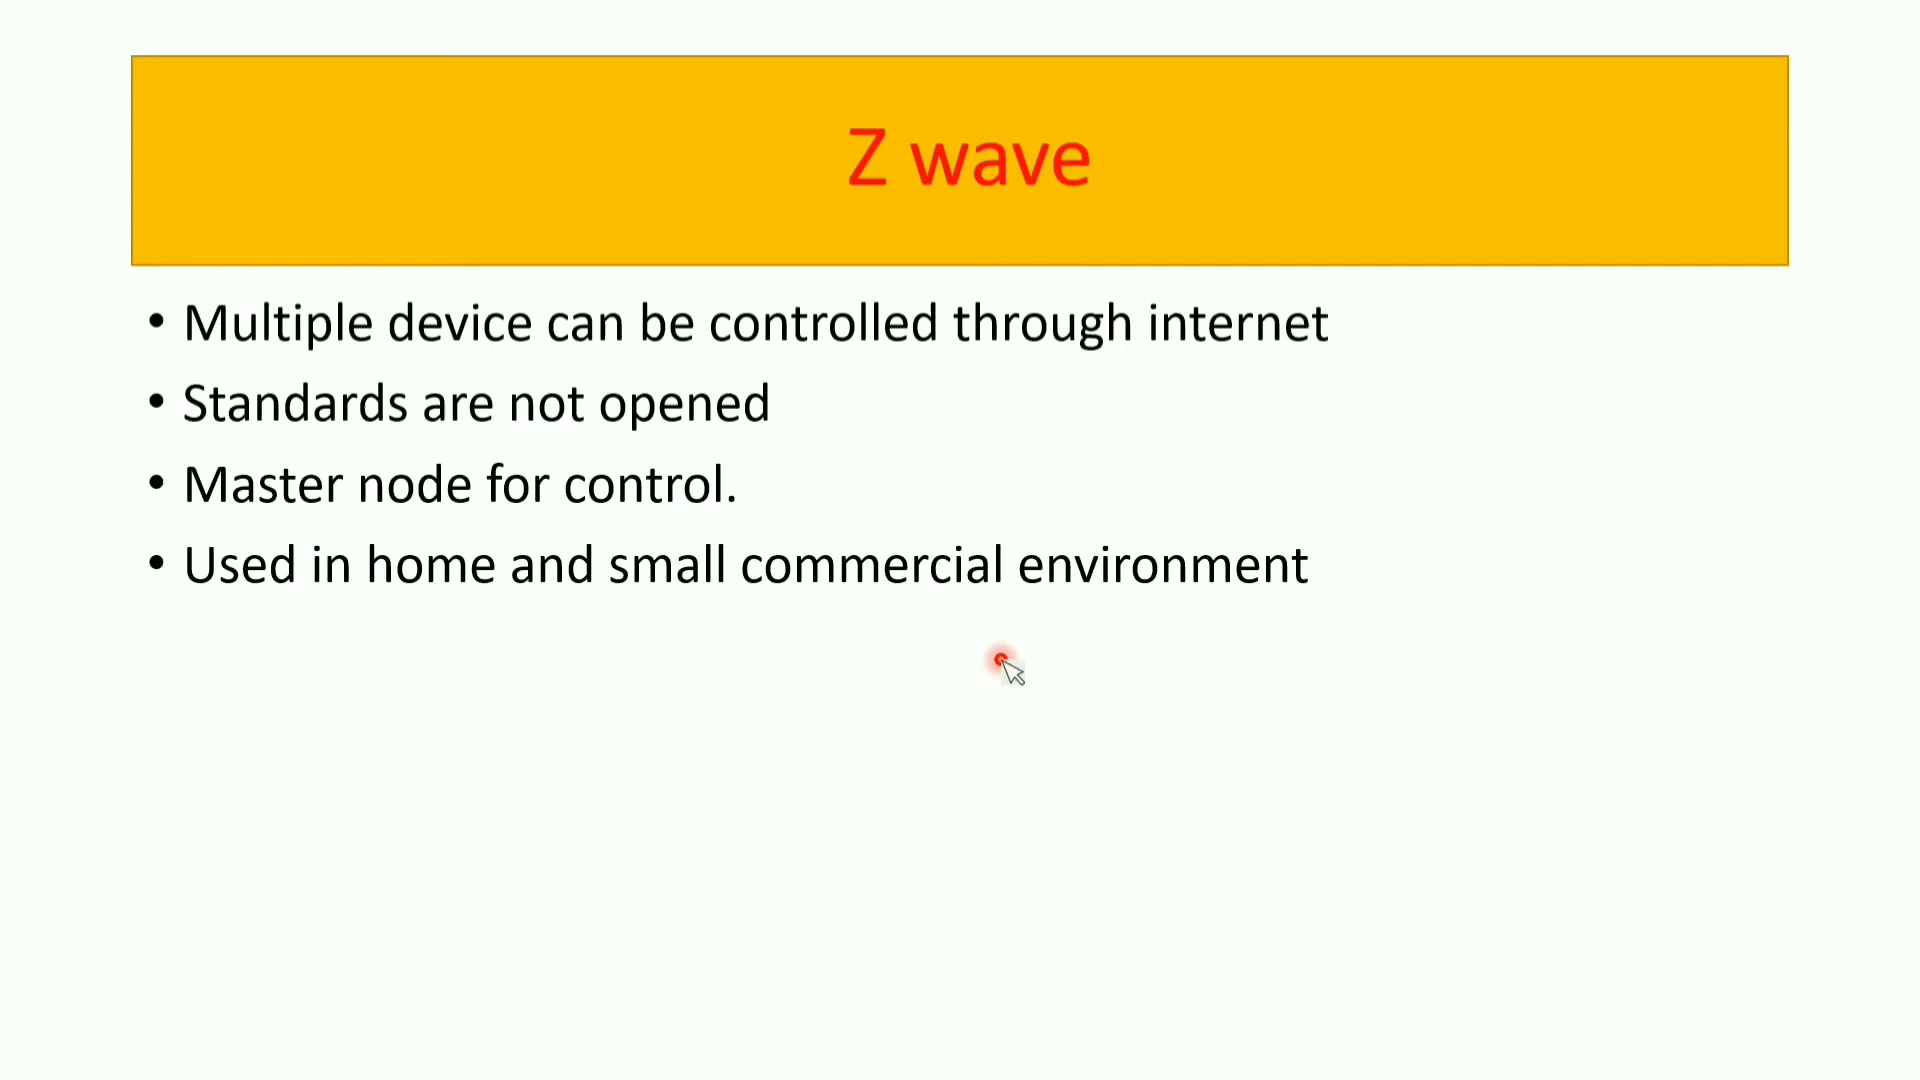 Z wave
• Multiple device can be controlled through internet
• Standards are not opened
• Master node for control.
• Used in home and small commercial environment